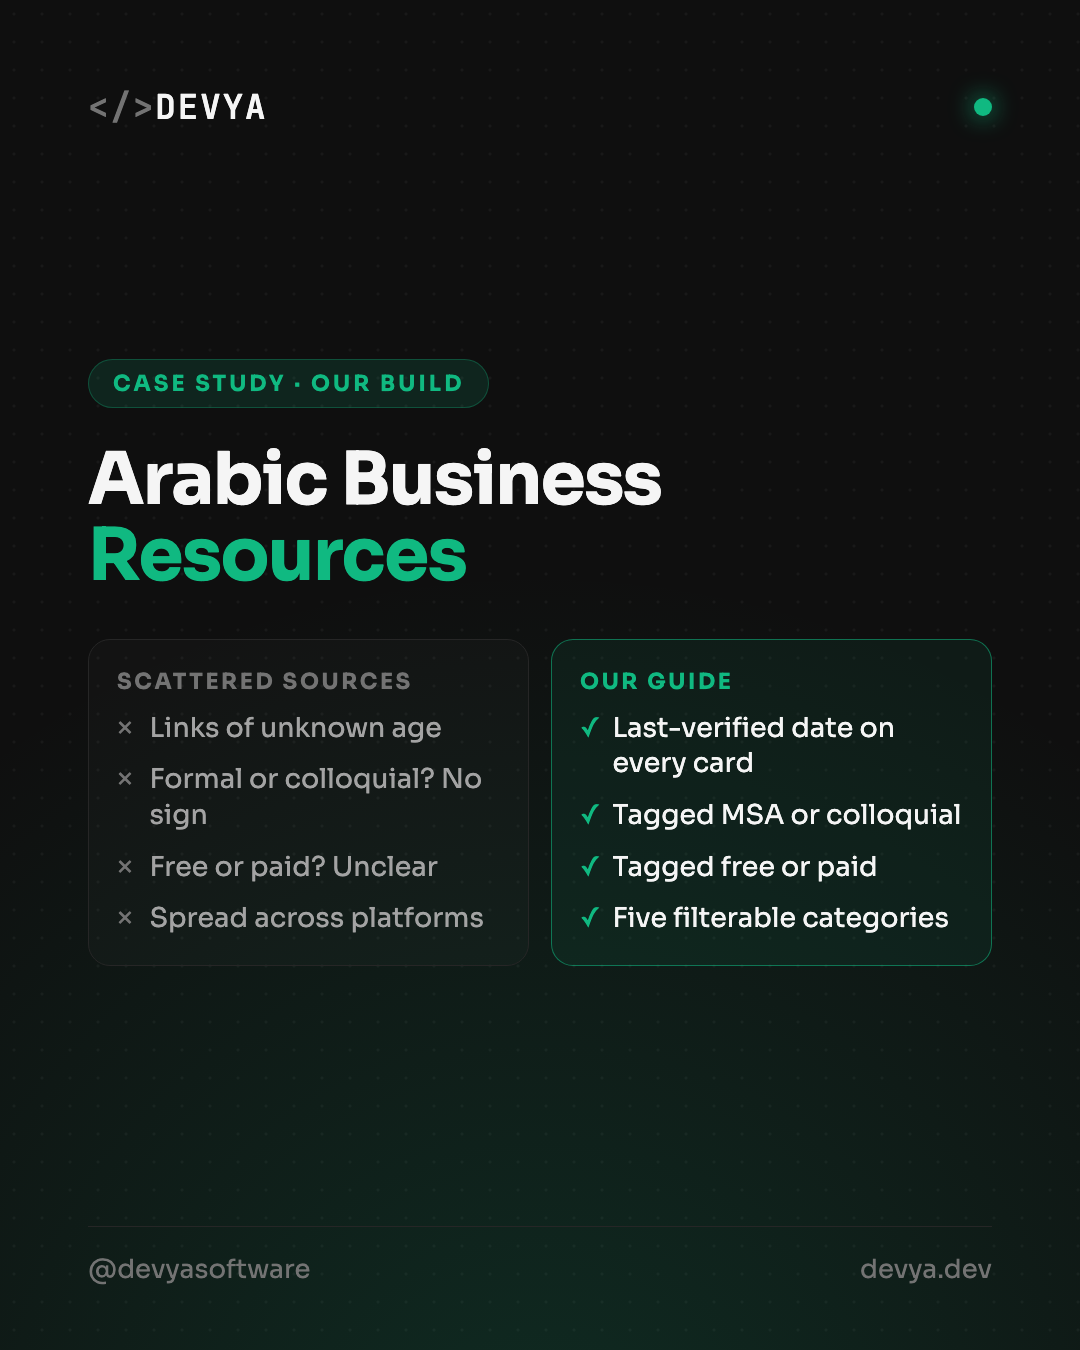 </>DEVYA
CASE STUDY · OUR BUILD
Arabic Business
Resources
SCATTERED SOURCES
× Links of unknown age
× Formal or colloquial? No
sign
× Free or paid? Unclear
× Spread across platforms
OUR GUIDE
✓ Last-verified date on
every card
✓ Tagged MSA or colloquial
✓ Tagged free or paid
✓ Five filterable categories
@devyasoftware
devya.dev